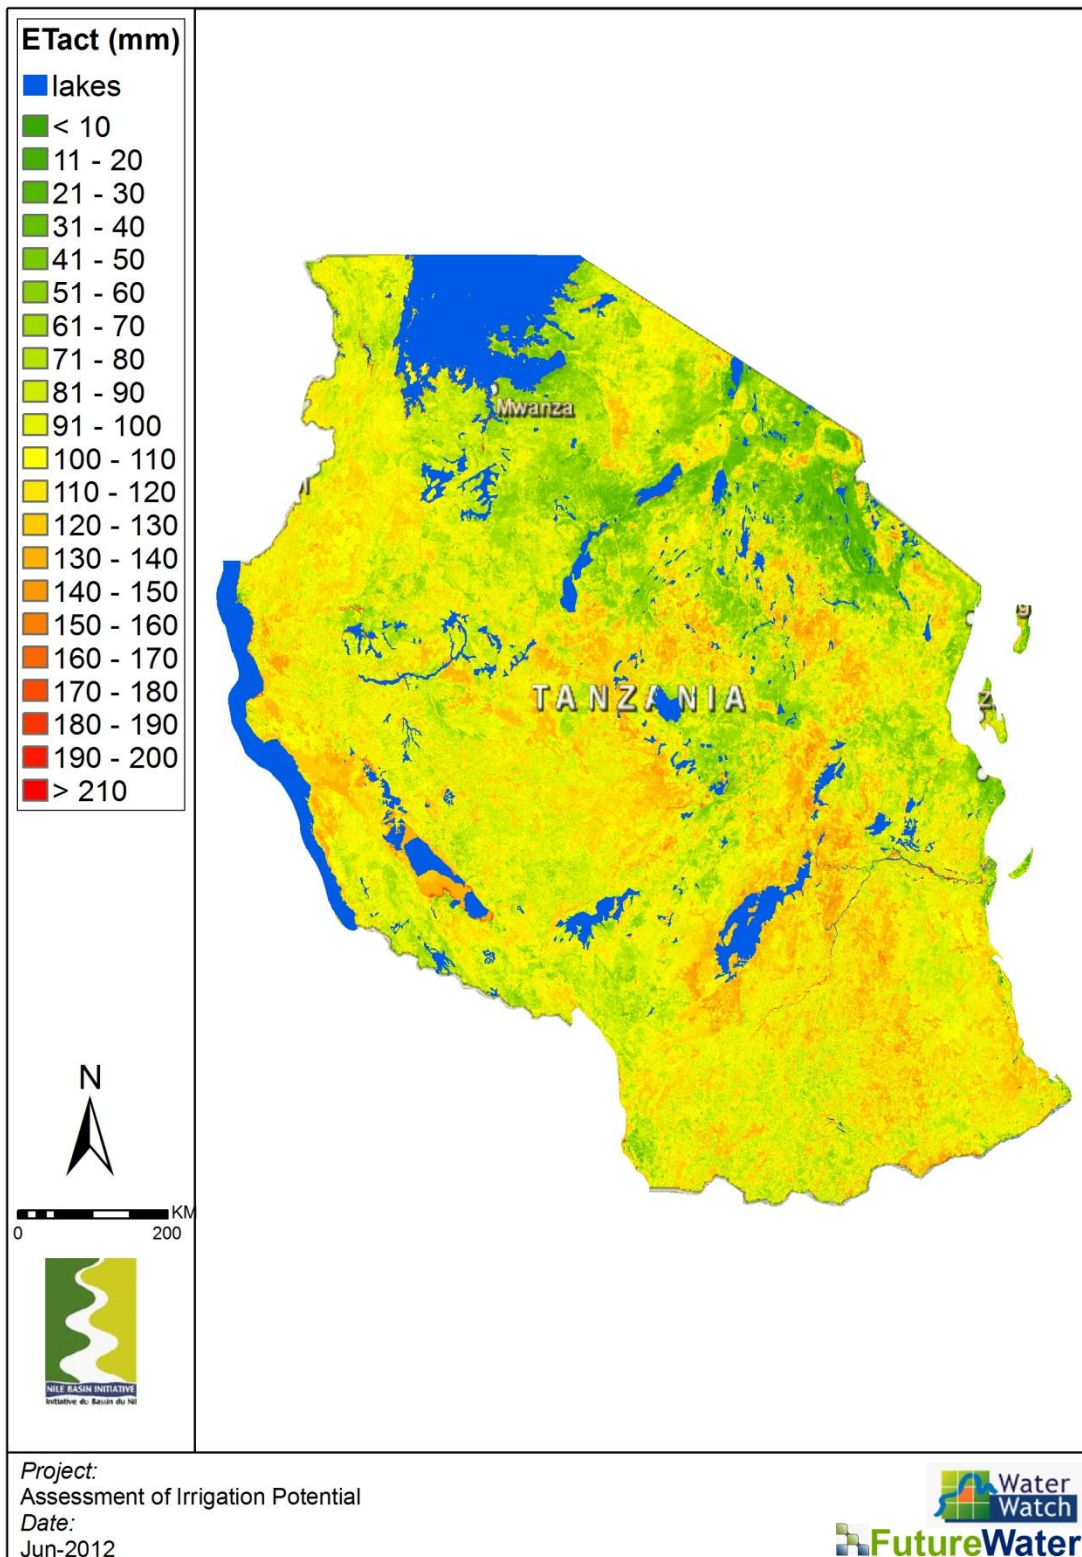 ETact (mm)
lakes
< 10
11 - 20
21 - 30
31 - 40
41 - 50
51 - 60
61 - 70
71 - 80
81 - 90
91 - 100
100 - 110
110 - 120
120 - 130
130 - 140
140 - 150
150 - 160
160 - 170
170 - 180
180 - 190
190 - 200
> 210
Mwanza
TANZANIA
N
KM
0 200
NILE BASIN INITIATIVE
Initiative du Bassin du Nil
Project:
Assessment of Irrigation Potential
Date:
Jun-2012
Water
Watch
FutureWater